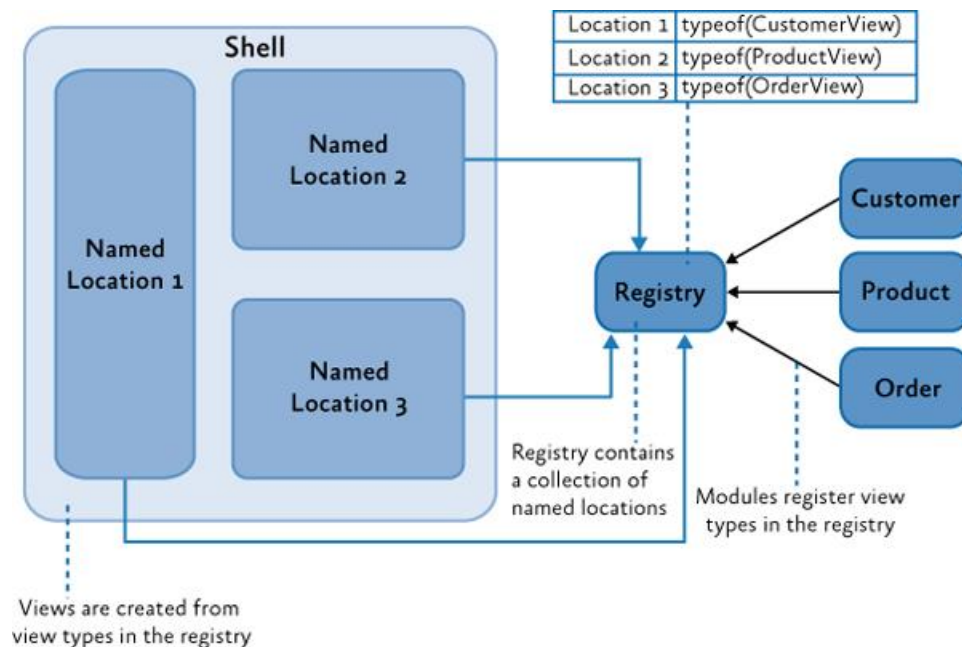 Shell
Named
Location 1
Named
Location 2
Named
Location 3
Location 1 typeof(CustomerView)
Location 2 typeof(ProductView)
Location 3 typeof(OrderView)
Registry
Customer
Product
Order
Registry contains
a collection of
named locations
Modules register view
types in the registry
Views are created from
view types in the registry